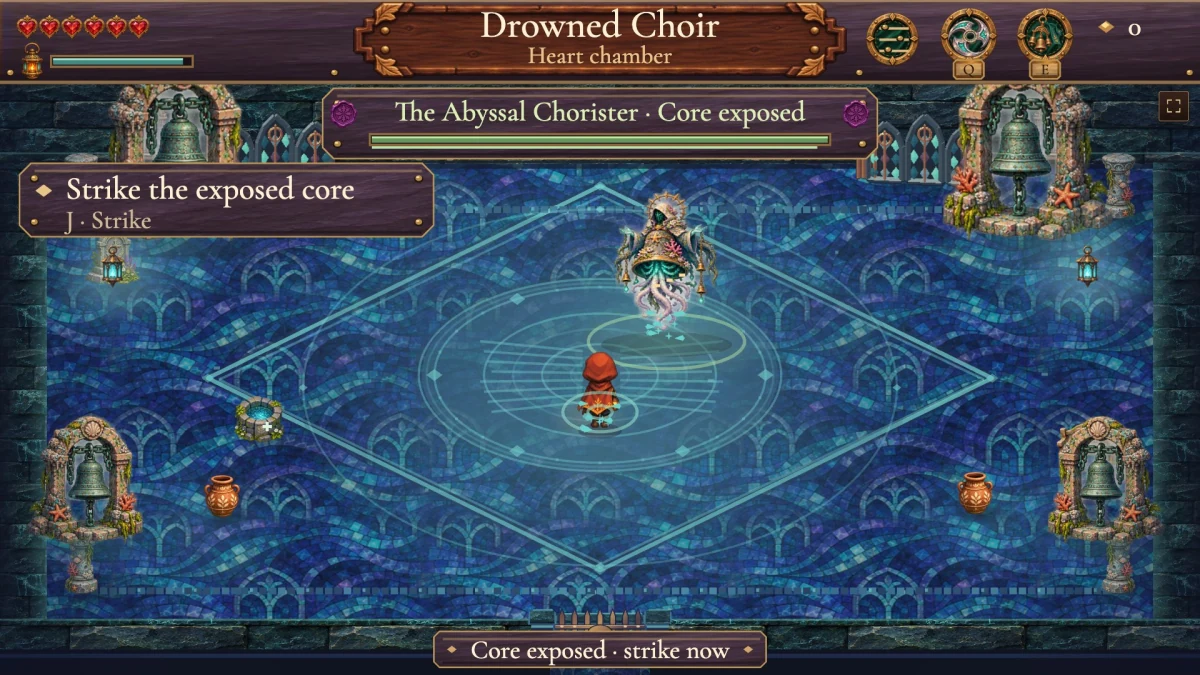 Drowned Choir
Heart chamber
Q
E
0
The Abyssal Chorister · Core exposed
Strike the exposed core
J · Strike
Core exposed · strike now